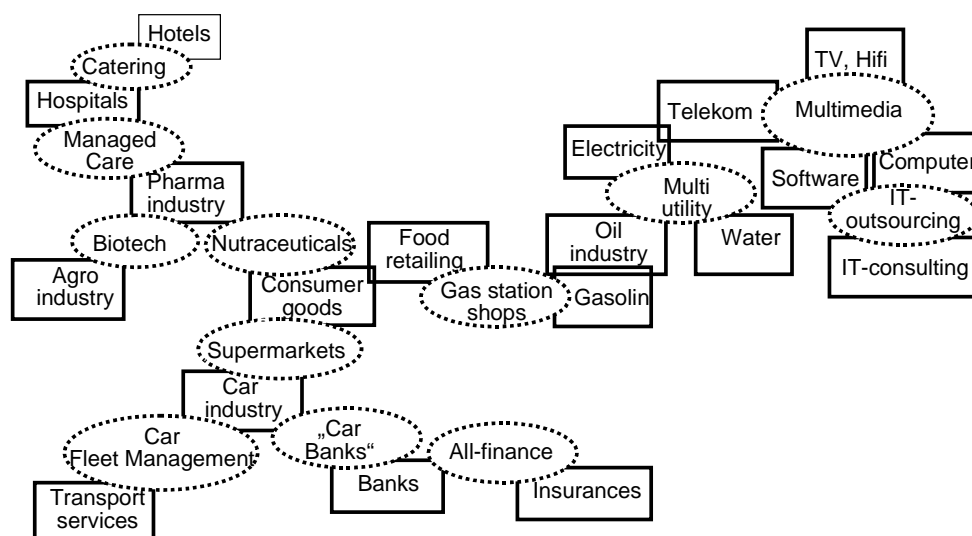 Hotels
Catering
Hospitals
Managed
Care
Pharma
industry
Biotech
Nutraceuticals
Agro
industry
Consumer
goods
Food
retailing
Gas station
shops
Gasolin
Supermarkets
Car
industry
Car
Fleet Management
„Car
Banks“
All-finance
Transport
services
Banks
Insurances
TV, Hifi
Telekom
Multimedia
Electricity
Software
Computer
Multi
utility
IT-
outsourcing
Oil
industry
Water
IT-consulting